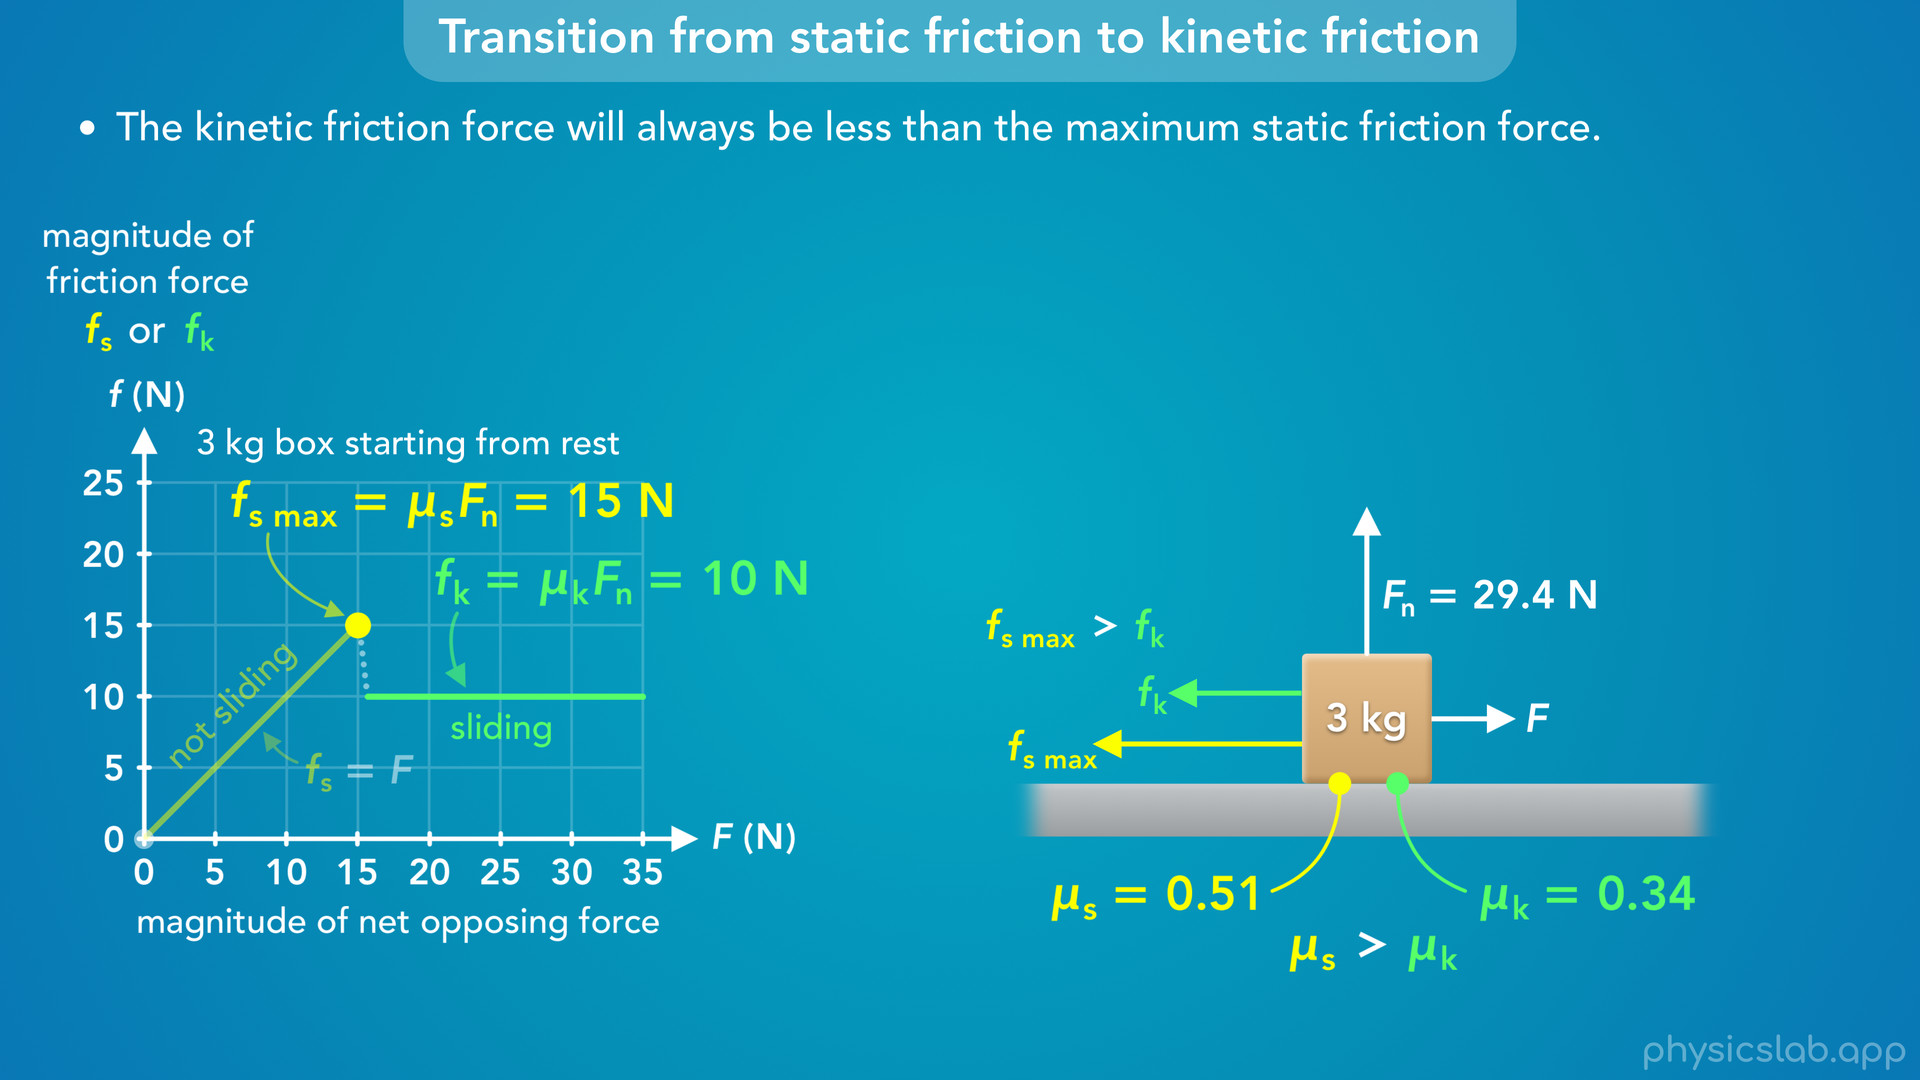 Transition from static friction to kinetic friction
• The kinetic friction force will always be less than the maximum static friction force.
magnitude of
friction force
fs or fk
f (N)
3 kg box starting from rest
25
20
15
10
5
0
fs max = μsFn = 15 N
fk = μkFn = 10 N
not sliding
sliding
fs = F
0 5 10 15 20 25 30 35
F (N)
magnitude of net opposing force
Fn = 29.4 N
fs max > fk
fk
fs max
3 kg
F
μs = 0.51
μk = 0.34
μs > μk
physicslab.app